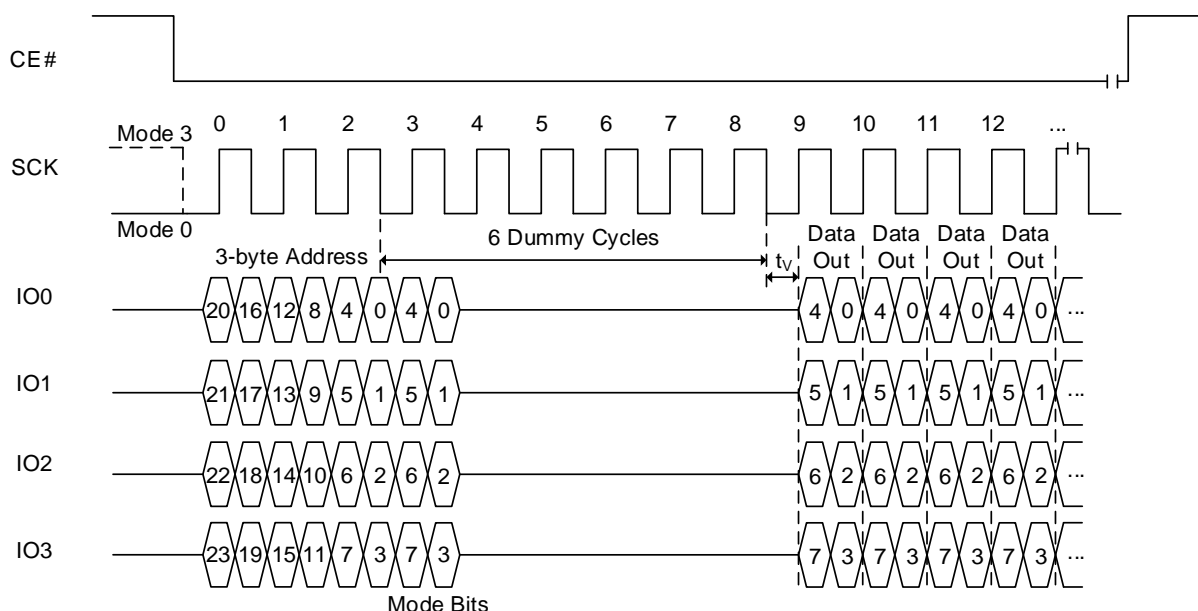 CE#
0 1 2 3 4 5 6 7 8 9 10 11 12 ...
Mode 3
SCK
Mode 0
3-byte Address 6 Dummy Cycles tV Data Out Data Out Data Out Data Out
IO0 20 16 12 8 4 0 4 0 4 0 4 0 4 0 4 0 ...
IO1 21 17 13 9 5 1 5 1 5 1 5 1 5 1 5 1 ...
IO2 22 18 14 10 6 2 6 2 6 2 6 2 6 2 6 2 ...
IO3 23 19 15 11 7 3 7 3 7 3 7 3 7 3 7 3 ...
Mode Bits